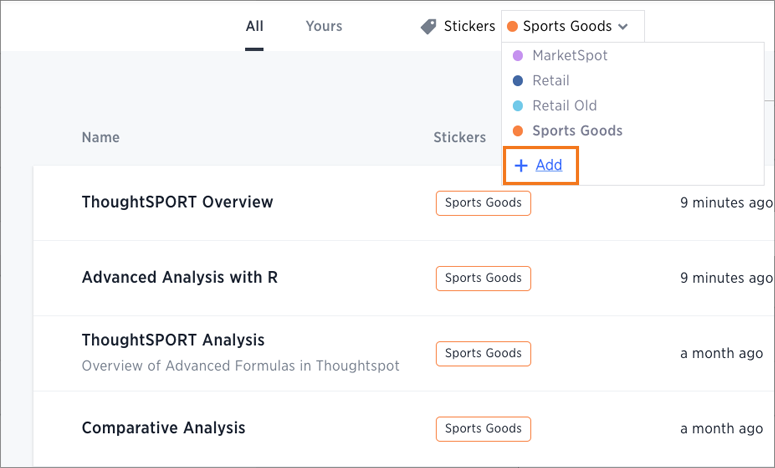 All Yours Stickers Sports Goods
MarketSpot
Retail
Retail Old
Sports Goods
+ Add
Name Stickers
ThoughtSPORT Overview Sports Goods 9 minutes ago
Advanced Analysis with R Sports Goods 9 minutes ago
ThoughtSPORT Analysis
Overview of Advanced Formulas in Thoughtspot Sports Goods a month ago
Comparative Analysis Sports Goods a month ago